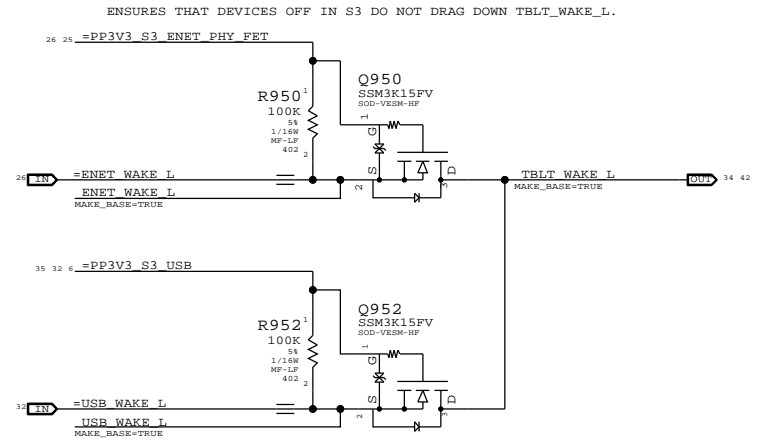 ENSURES THAT DEVICES OFF IN S3 DO NOT DRAG DOWN TBLT_WAKE_L.
26 25 =PP3V3_S3_ENET_PHY_FET
Q950
SSM3K15FV
SOD-VESM-HF
R950
1
100K
5%
1/16W
MF-LF
402
2
1
G
S
D
2
3
26 IN =ENET_WAKE_L
ENET_WAKE_L
MAKE_BASE=TRUE
TBLT_WAKE_L
MAKE_BASE=TRUE
OUT 34 42
35 32 6 =PP3V3_S3_USB
Q952
SSM3K15FV
SOD-VESM-HF
R952
1
100K
5%
1/16W
MF-LF
402
2
1
G
S
D
2
3
32 IN =USB_WAKE_L
USB_WAKE_L
MAKE_BASE=TRUE